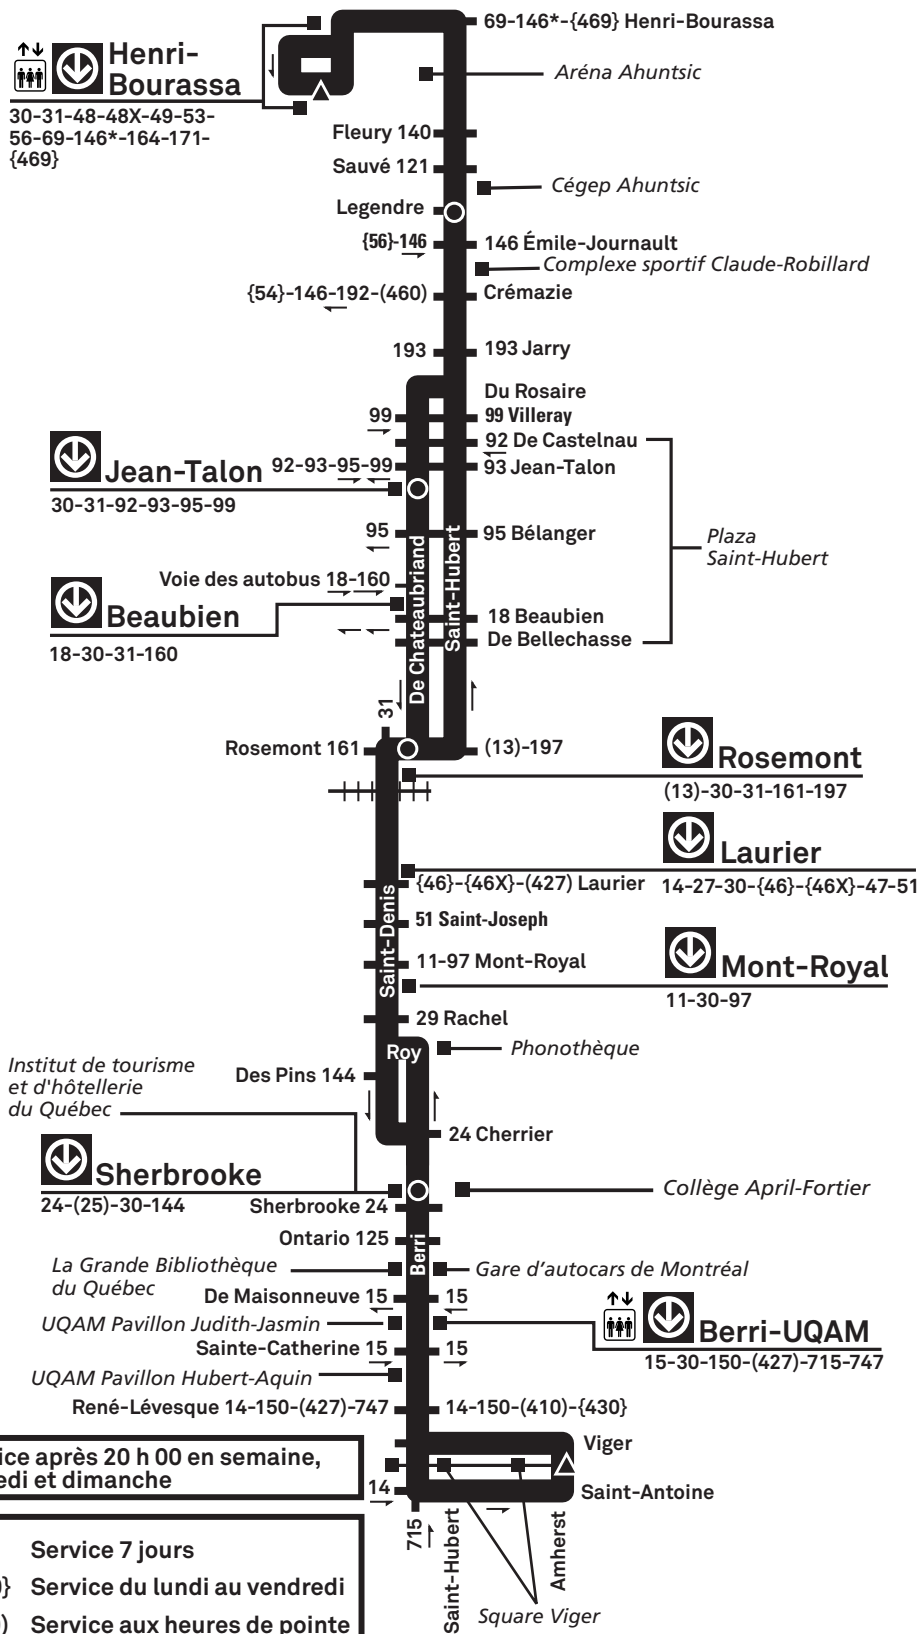 69-146*-{469} Henri-Bourassa
Henri-
Bourassa
30-31-48-48X-49-53-
56-69-146*-164-171-
{469}
Aréna Ahuntsic
Fleury 140
Sauvé 121
Cégep Ahuntsic
Legendre
{56}-146
146 Émile-Journault
Complexe sportif Claude-Robillard
{54}-146-192-(460)
Crémazie
193
193 Jarry
Du Rosaire
99
99 Villeray
92 De Castelnau
Jean-Talon
92-93-95-99
93 Jean-Talon
30-31-92-93-95-99
95
95 Bélanger
Plaza
Saint-Hubert
De Chateaubriand
Saint-Hubert
Voie des autobus 18-160
Beaubien
18-30-31-160
18 Beaubien
De Bellechasse
31
Rosemont 161
(13)-197
Rosemont
(13)-30-31-161-197
Laurier
14-27-30-{46}-{46X}-47-51
{46}-{46X}-(427) Laurier
Saint-Denis
51 Saint-Joseph
11-97 Mont-Royal
Mont-Royal
11-30-97
29 Rachel
Roy
Phonothèque
Institut de tourisme
et d'hôtellerie
du Québec
Des Pins 144
24 Cherrier
Sherbrooke
24-(25)-30-144
Sherbrooke 24
Collège April-Fortier
Ontario 125
Berri
La Grande Bibliothèque
du Québec
Gare d'autocars de Montréal
De Maisonneuve 15
15
UQAM Pavillon Judith-Jasmin
Berri-UQAM
15-30-150-(427)-715-747
Sainte-Catherine 15
15
UQAM Pavillon Hubert-Aquin
René-Lévesque 14-150-(427)-747
14-150-(410)-{430}
Viger
ice après 20 h 00 en semaine,
edi et dimanche
14
Saint-Antoine
715
Saint-Hubert
Amherst
Square Viger
Service 7 jours
} Service du lundi au vendredi
) Service aux heures de pointe